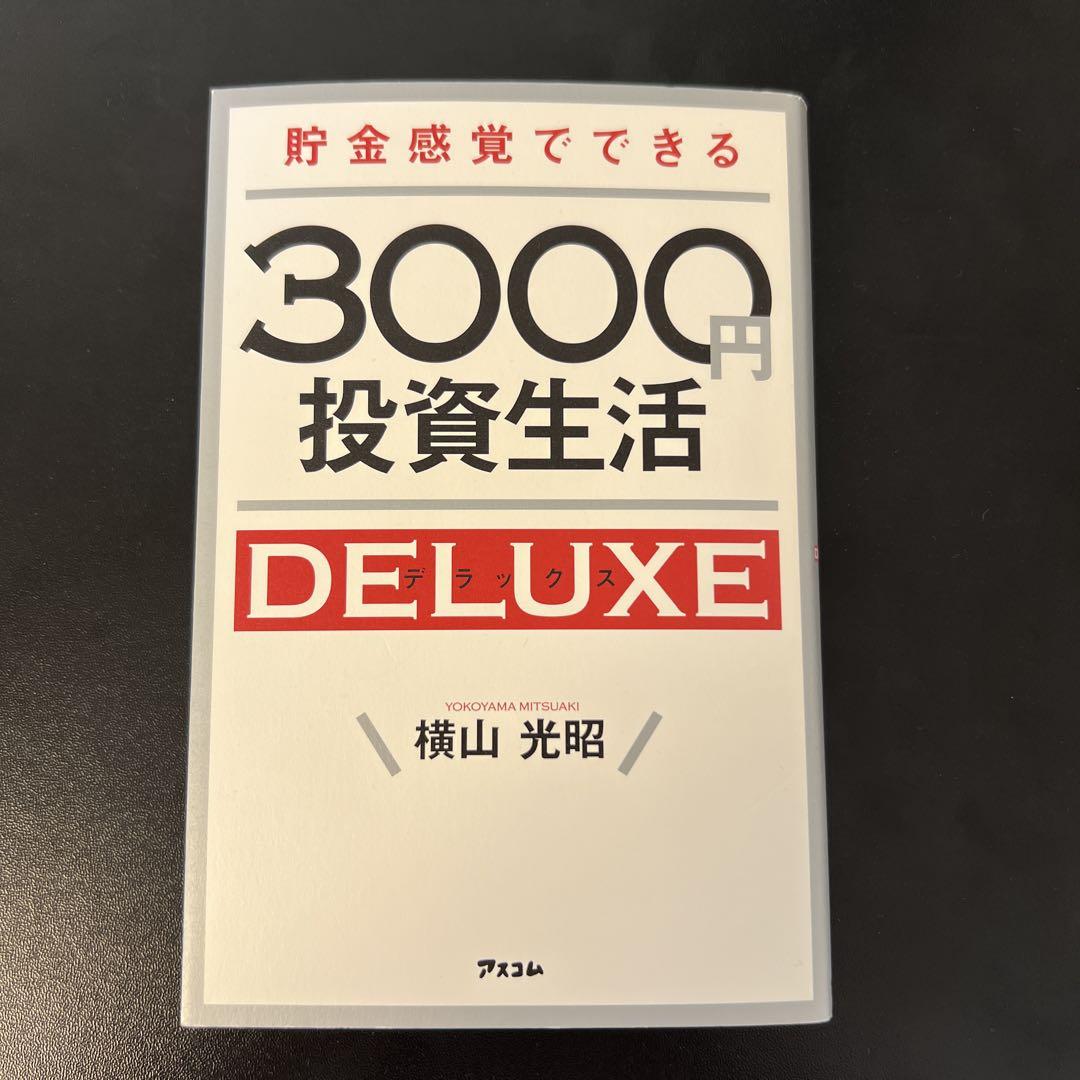 貯金感覚でできる
3000円
投資生活
DELUXE
デラックス
YOKOYAMA MITSUAKI
横山 光昭
アスコム